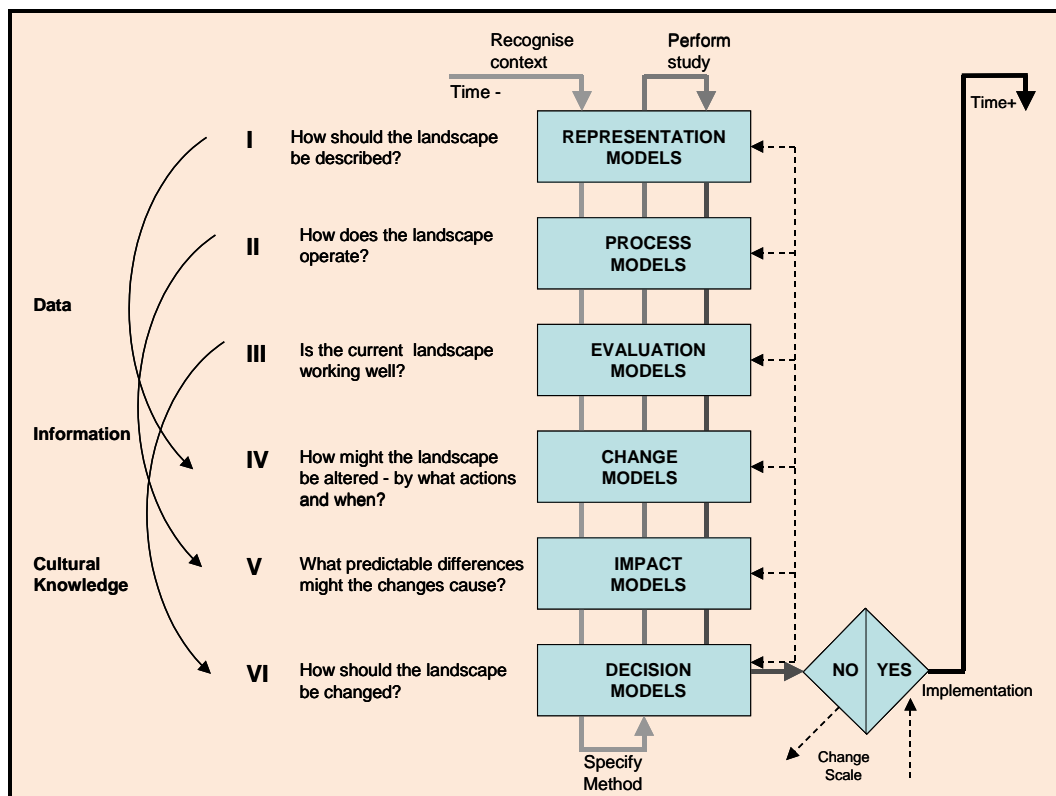 Recognise
context
Perform
study
Time -
Time+
I
How should the landscape
be described?
REPRESENTATION
MODELS
II
How does the landscape
operate?
PROCESS
MODELS
Data
III
Is the current landscape
working well?
EVALUATION
MODELS
Information
IV
How might the landscape
be altered - by what actions
and when?
CHANGE
MODELS
Cultural
Knowledge
V
What predictable differences
might the changes cause?
IMPACT
MODELS
VI
How should the landscape
be changed?
DECISION
MODELS
NO
YES
Implementation
Specify
Method
Change
Scale